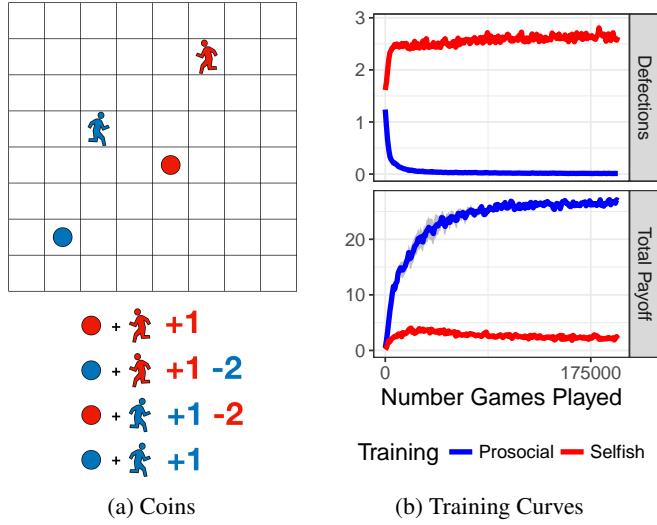 + +1
+ +1 -2
+ +1 -2
+ +1
(a) Coins
3
2
1
0
Defections
20
10
0
Total Payoff
0 175000
Number Games Played
Training Prosocial Selfish
(b) Training Curves